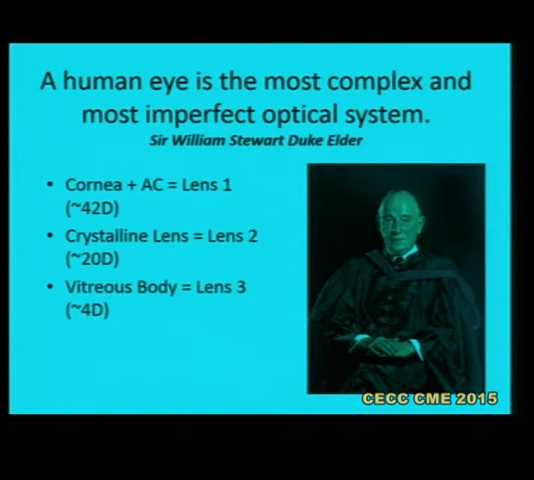 A human eye is the most complex and
most imperfect optical system.
Sir William Stewart Duke Elder
• Cornea + AC = Lens 1
(~42D)
• Crystalline Lens = Lens 2
(~20D)
• Vitreous Body = Lens 3
(~4D)
CECC CME 2015